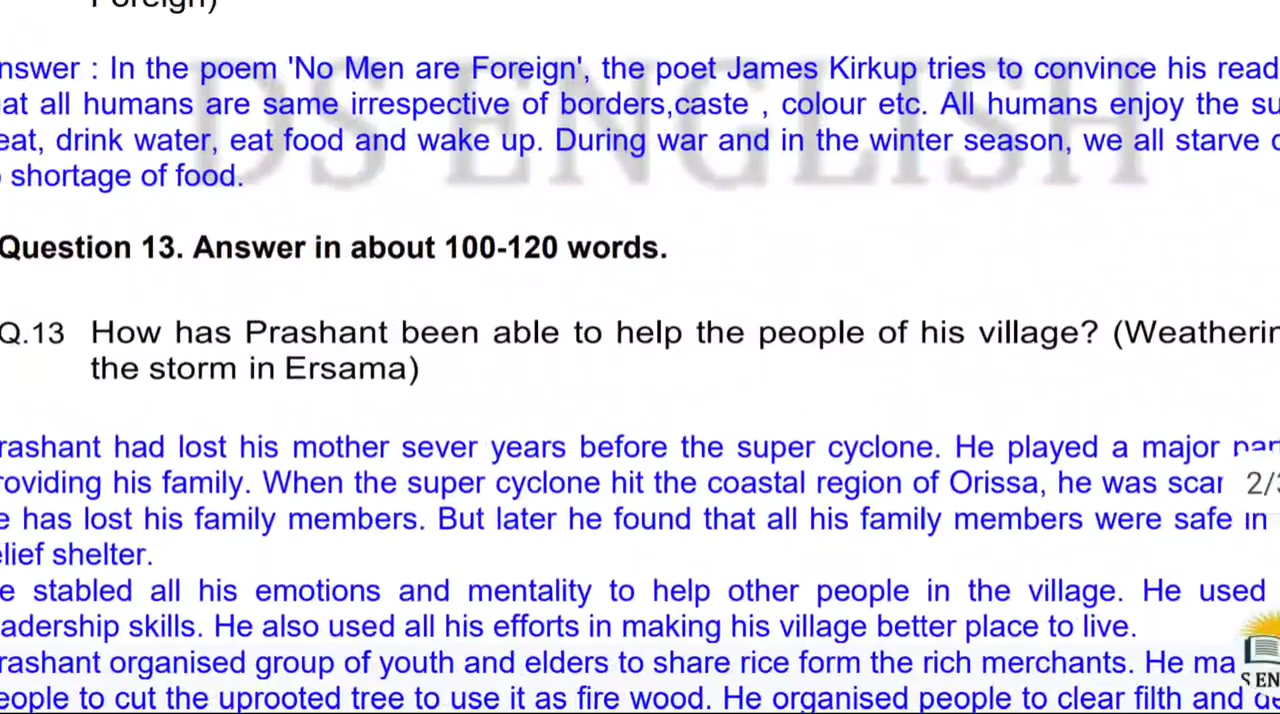 Foreign)
nswer : In the poem 'No Men are Foreign', the poet James Kirkup tries to convince his read
at all humans are same irrespective of borders,caste , colour etc. All humans enjoy the su
eat, drink water, eat food and wake up. During war and in the winter season, we all starve
shortage of food.
DS ENGLISH
Question 13. Answer in about 100-120 words.
Q.13 How has Prashant been able to help the people of his village? (Weatherin
the storm in Ersama)
rashant had lost his mother sever years before the super cyclone. He played a major par
roviding his family. When the super cyclone hit the coastal region of Orissa, he was scar
2/3
e has lost his family members. But later he found that all his family members were safe in
elief shelter.
e stabled all his emotions and mentality to help other people in the village. He used
adership skills. He also used all his efforts in making his village better place to live.
rashant organised group of youth and elders to share rice form the rich merchants. He ma
S EN
eople to cut the uprooted tree to use it as fire wood. He organised people to clear filth and de